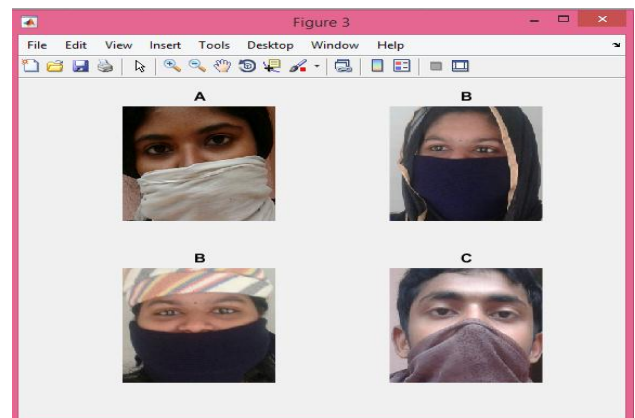 Figure 3
File Edit View Insert Tools Desktop Window Help
A B
B C